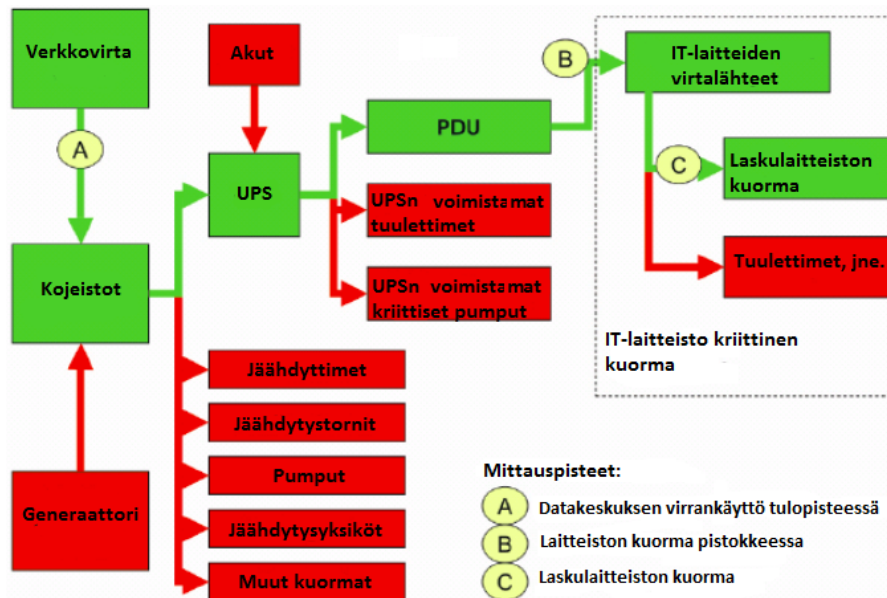 Verkkovirta
Akut
B
IT-laitteiden
virtalähteet
A
PDU
C
Laskulaitteiston
kuorma
UPS
UPSn voimistamat
tuulettimet
Kojeistot
Tuulettimet, jne.
UPSn voimistamat
kriittiset pumput
IT-laitteisto kriittinen
kuorma
Jäähdyttimet
Jäähdytystornit
Pumput
Generaattori
Jäähdytysyksiköt
Muut kuormat
Mittauspisteet:
A Datakeskuksen virrankäyttö tulopisteessä
B Laitteiston kuorma pistokkeessa
C Laskulaitteiston kuorma